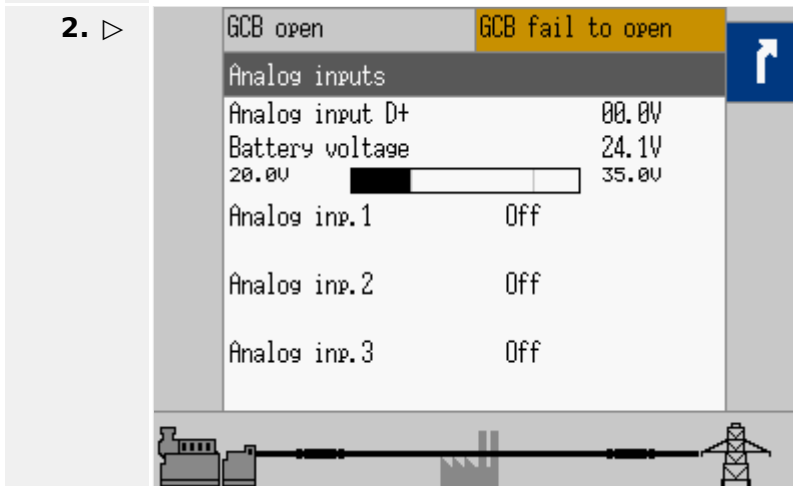 2. ▷
GCB open GCB fail to open
Analog inputs
Analog input D+ 00.0V
Battery voltage 24.1V
20.0V 35.0V
Analog inp.1 Off
Analog inp.2 Off
Analog inp.3 Off